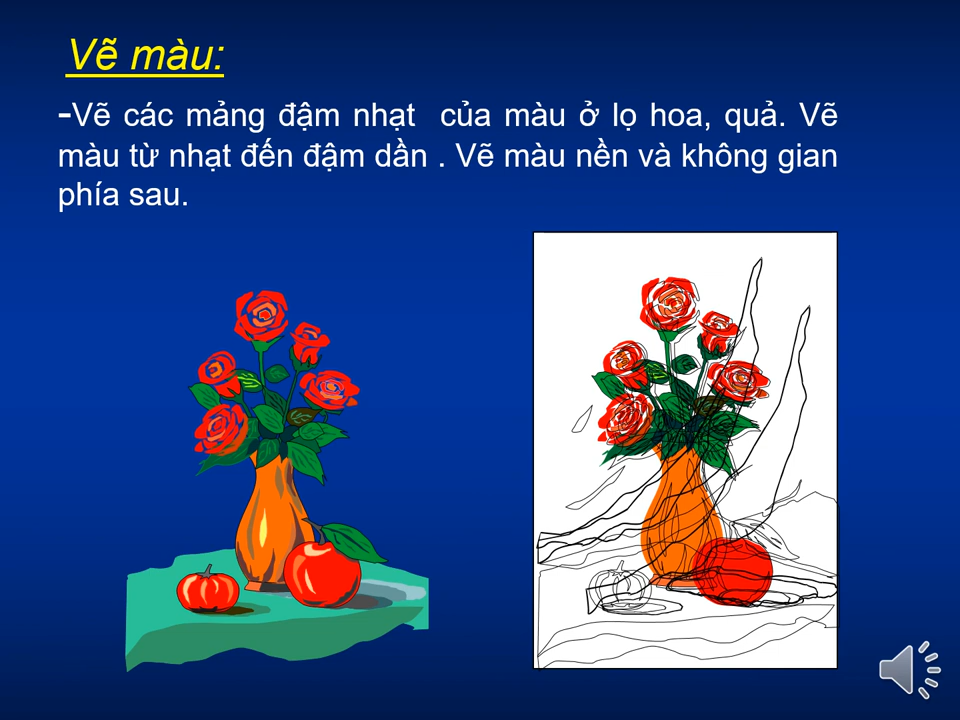 Vẽ màu:
-Vẽ các mảng đậm nhạt  của màu ở lọ hoa, quả. Vẽ
màu từ nhạt đến đậm dần . Vẽ màu nền và không gian
phía sau.